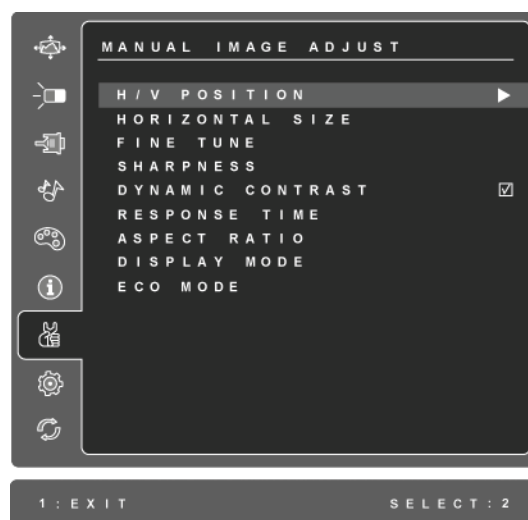 MANUAL IMAGE ADJUST
H/V POSITION
HORIZONTAL SIZE
FINE TUNE
SHARPNESS
DYNAMIC CONTRAST
RESPONSE TIME
ASPECT RATIO
DISPLAY MODE
ECO MODE
1:EXIT SELECT:2